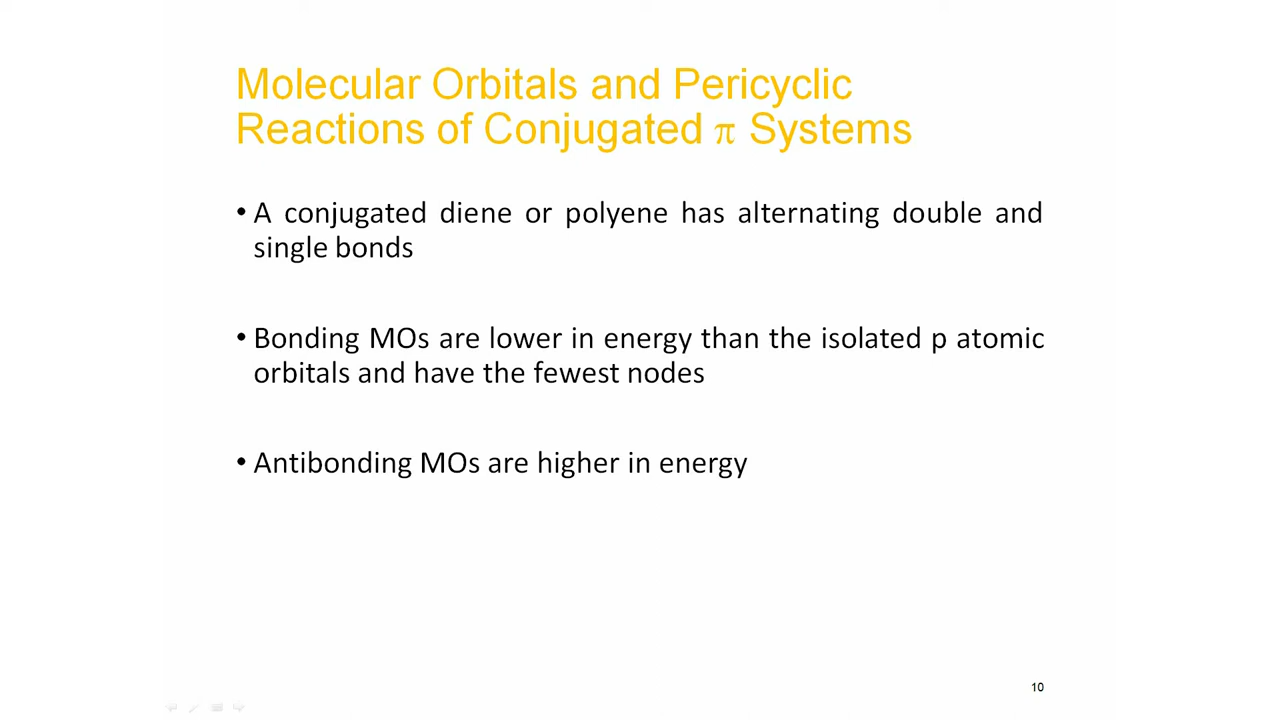 Molecular Orbitals and Pericyclic
Reactions of Conjugated π Systems
• A conjugated diene or polyene has alternating double and
single bonds
• Bonding MOs are lower in energy than the isolated p atomic
orbitals and have the fewest nodes
• Antibonding MOs are higher in energy
10